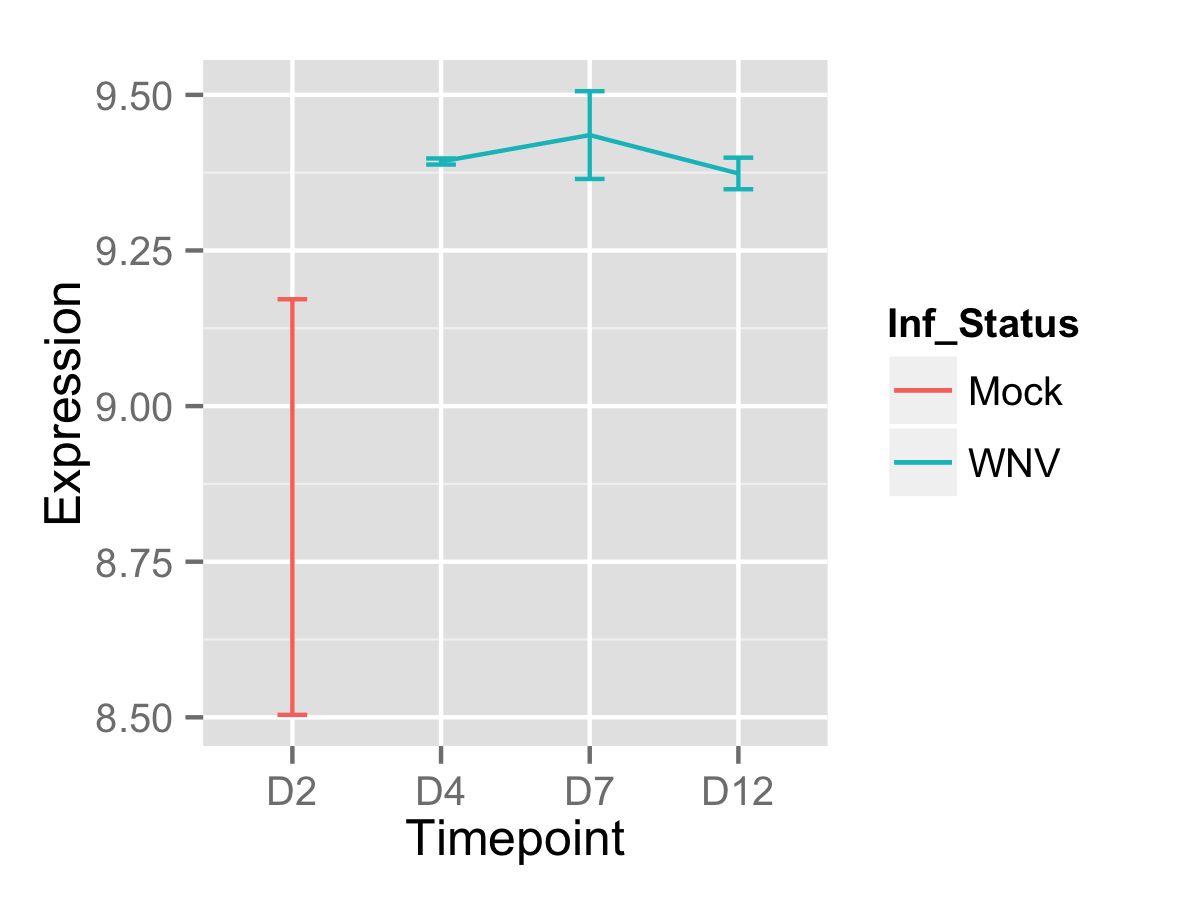 9.50
9.25
9.00
8.75
8.50
Expression
D2 D4 D7 D12
Timepoint
Inf_Status
Mock
WNV